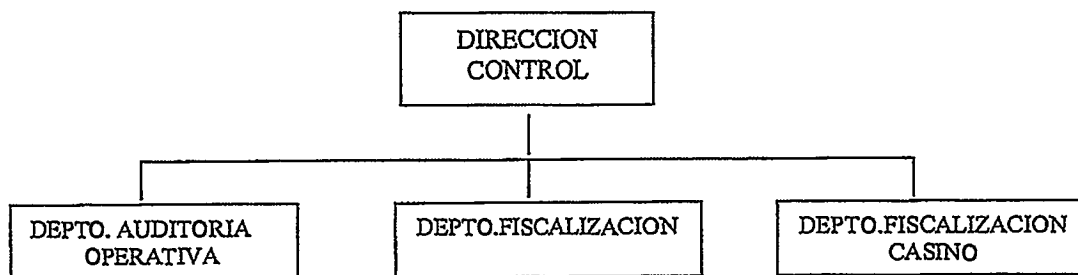 DIRECCION
CONTROL
DEPTO. AUDITORIA
OPERATIVA
DEPTO.FISCALIZACION
DEPTO.FISCALIZACION
CASINO